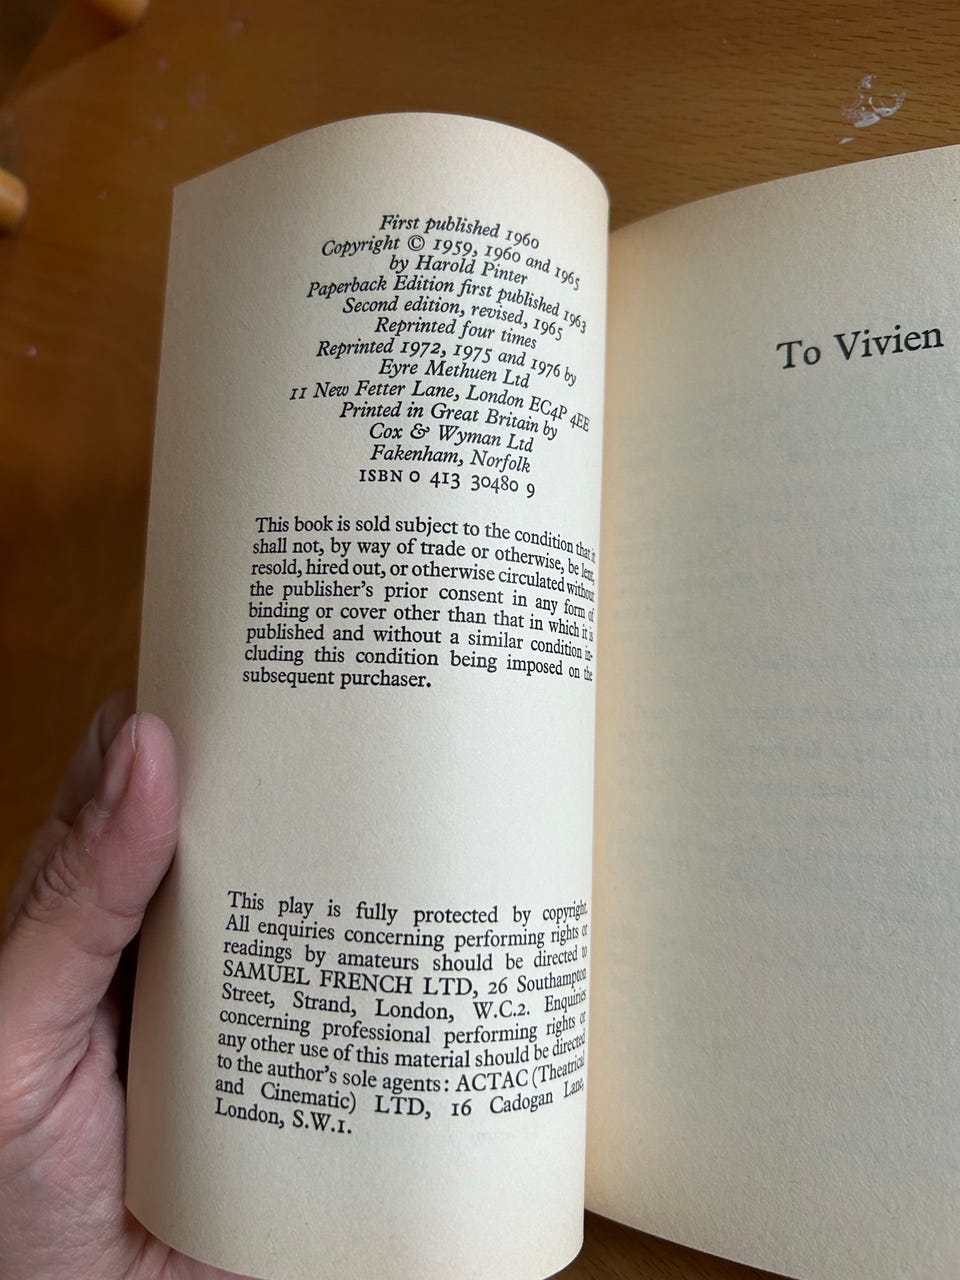 First published 1960
Copyright © 1959, 1960 and 1965
by Harold Pinter
Paperback Edition first published 1963
Second edition, revised, 1965
Reprinted four times
Reprinted 1972, 1975 and 1976 by
Eyre Methuen Ltd
11 New Fetter Lane, London EC4P 4EE
Printed in Great Britain by
Cox & Wyman Ltd
Fakenham, Norfolk
ISBN 0 413 30480 9
This book is sold subject to the condition that it
shall not, by way of trade or otherwise, be lent,
resold, hired out, or otherwise circulated without
the publisher's prior consent in any form of
binding or cover other than that in which it is
published and without a similar condition in-
cluding this condition being imposed on the
subsequent purchaser.
This play is fully protected by copyright.
All enquiries concerning performing rights or
readings by amateurs should be directed to
SAMUEL FRENCH LTD, 26 Southampton
Street, Strand, London, W.C.2. Enquiries
concerning professional performing rights or
any other use of this material should be directed
to the author's sole agents: ACTAC (Theatrical
and Cinematic) LTD, 16 Cadogan Lane,
London, S.W.1.
To Vivien